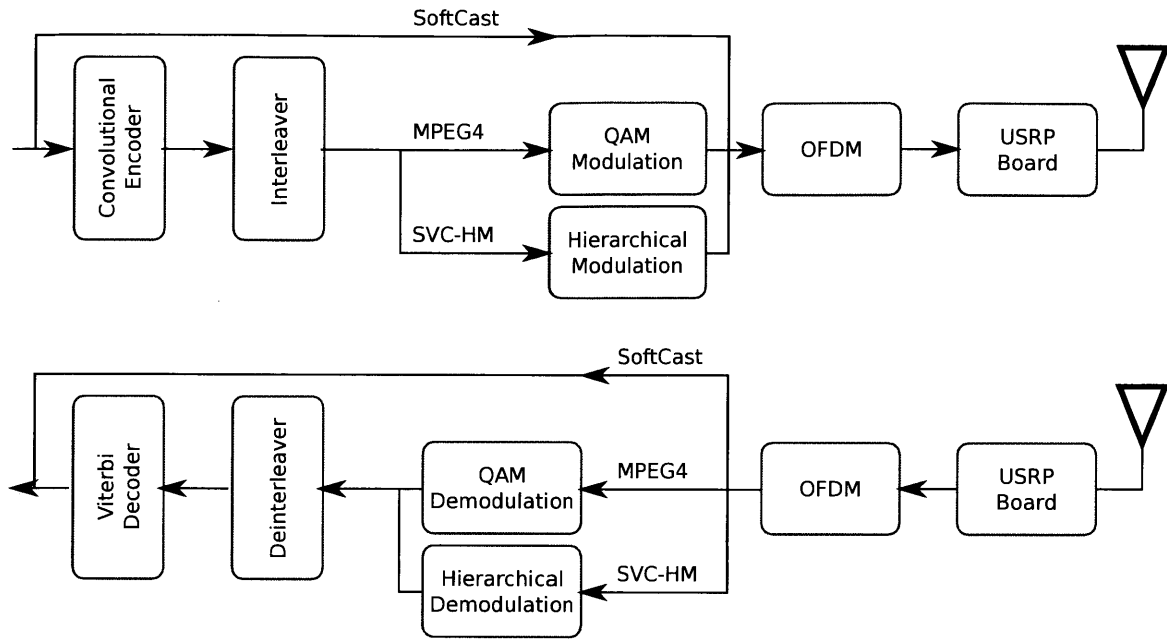 SoftCast
Convolutional
Encoder
Interleaver
MPEG4
QAM
Modulation
SVC-HM
Hierarchical
Modulation
OFDM
USRP
Board
SoftCast
Viterbi
Decoder
Deinterleaver
QAM
Demodulation
MPEG4
Hierarchical
Demodulation
SVC-HM
OFDM
USRP
Board